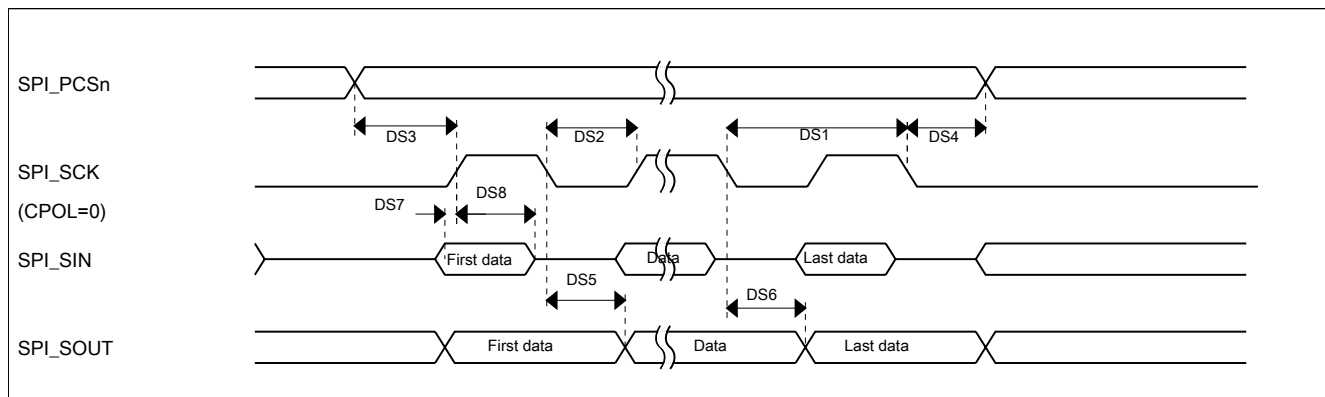 SPI_PCSn
DS3
DS2
DS1
DS4
SPI_SCK
(CPOL=0)
DS7
DS8
SPI_SIN
First data
Data
Last data
DS5
DS6
SPI_SOUT
First data
Data
Last data